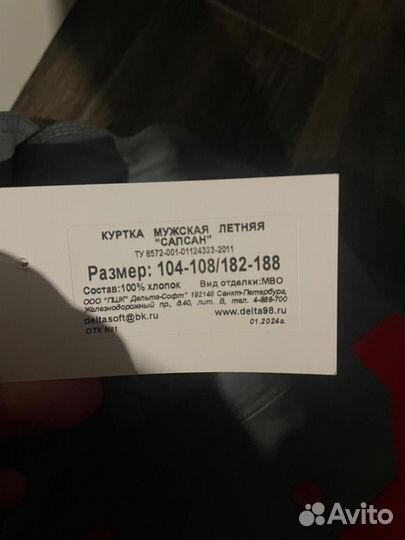 КУРТКА МУЖСКАЯ ЛЕТНЯЯ
"САПСАН"
ТУ 8572-001-01124323-2011
Размер: 104-108/182-188
Состав:100% хлопок Вид отделки:МВО
ООО "ПШК" Дельта-Софт" 192148 Санкт-Петербург,
Железнодорожный пр., д.40, лит. В, тел. 4-888-700
deltasoft@bk.ru www.delta98.ru
ОТК №1 01.2024г.
Avito